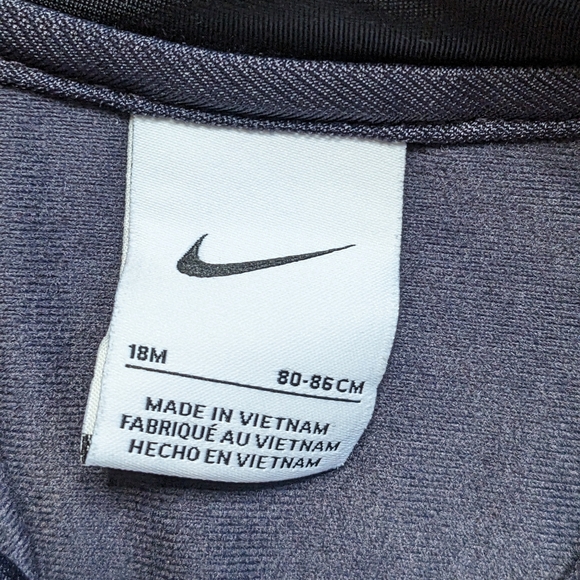 18M
80-86 CM
MADE IN VIETNAM
FABRIQUÉ AU VIETNAM
HECHO EN VIETNAM